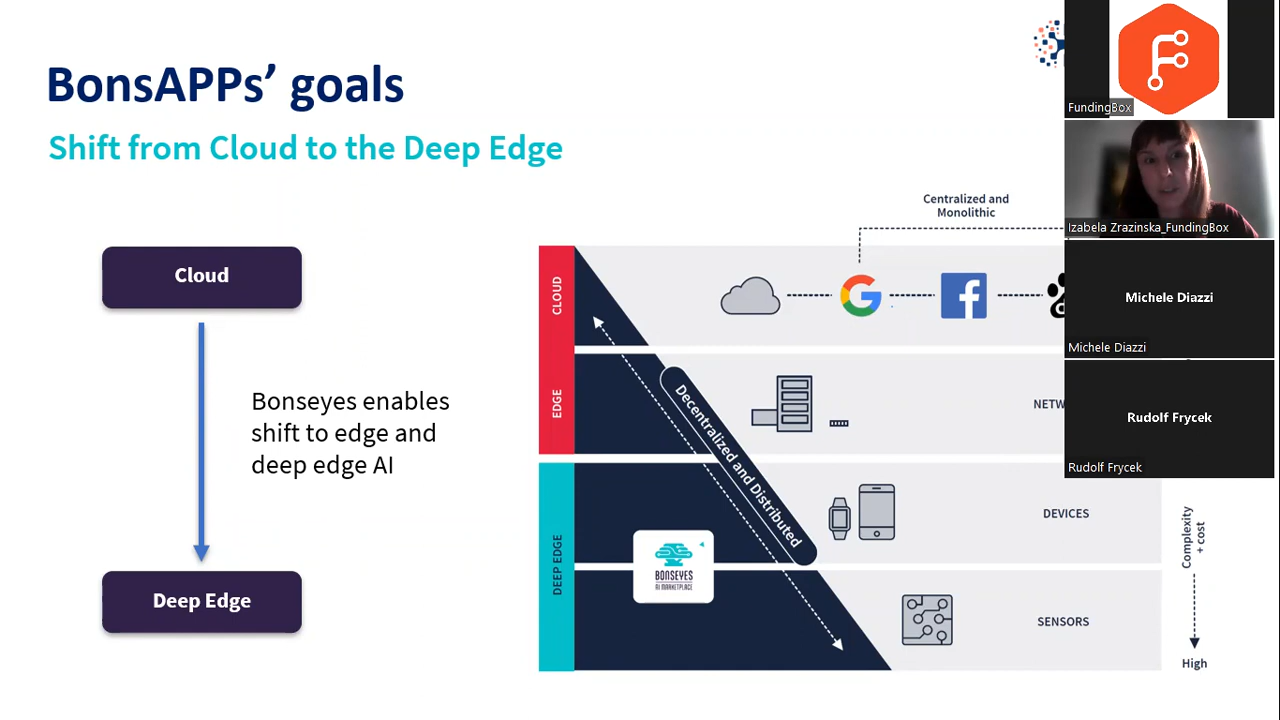 BonsAPPs' goals
Shift from Cloud to the Deep Edge
Cloud
Bonseyes enables
shift to edge and
deep edge AI
Deep Edge
Centralized and
Monolithic
CLOUD
EDGE
DEEP EDGE
Decentralized and Distributed
BONSEYES
AI MARKETPLACE
NETW
DEVICES
SENSORS
Complexity
+ cost
High
FundingBox
Izabela Zrazinska_FundingBox
Michele Diazzi
Michele Diazzi
Rudolf Frycek
Rudolf Frycek